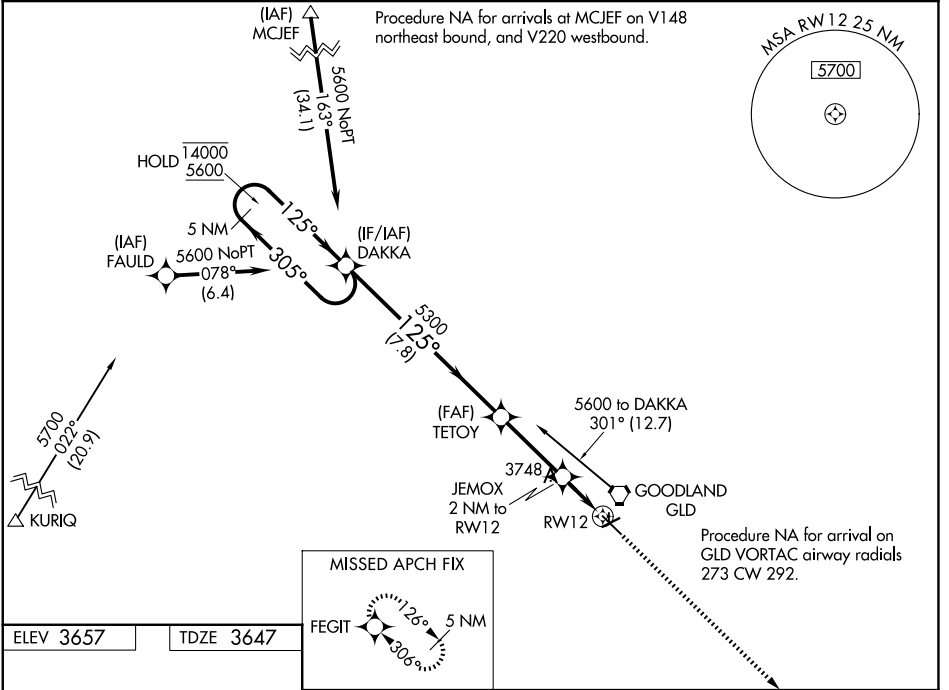 (IAF)
MCJEF
Procedure NA for arrivals at MCJEF on V148
northeast bound, and V220 westbound.
MSA RW12 25 NM
5700
5600 NoPT
163°
(34.1)
HOLD
14000
5600
5 NM
125°
305°
(IF/IAF)
DAKKA
(IAF)
FAULD
5600 NoPT
078°
(6.4)
5300
125°
(7.8)
5700
022°
(20.9)
KURIQ
(FAF)
TETOY
5600 to DAKKA
301° (12.7)
3748
JEMOX
2 NM to
RW12
RW12
GOODLAND
GLD
Procedure NA for arrival on
GLD VORTAC airway radials
273 CW 292.
MISSED APCH FIX
FEGIT
126°
306°
5 NM
ELEV 3657
TDZE 3647